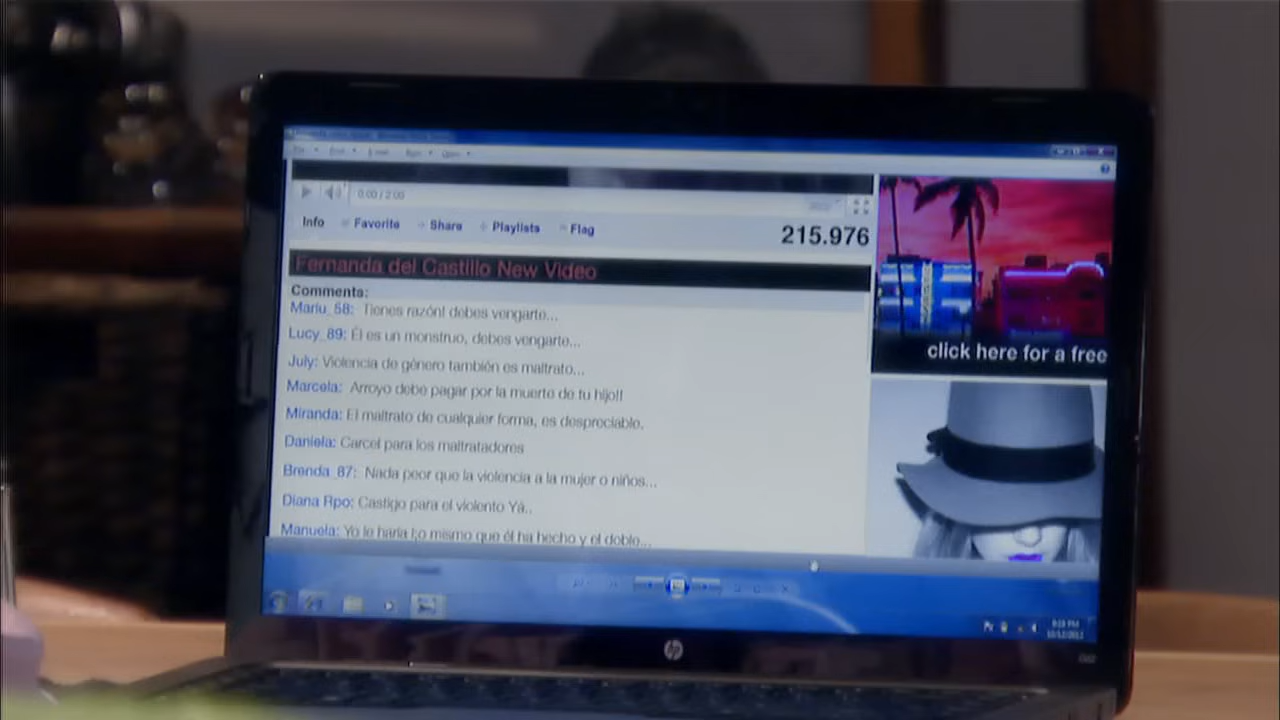 0:00 / 2:00
Info Favorite Share Playlists Flag
215.976
Fernanda del Castillo New Video
Comments:
Mariu_58: Tienes razón! debes vengarte...
Lucy_89: Él es un monstruo, debes vengarte...
July: Violencia de género también es maltrato...
Marcela: Arroyo debe pagar por la muerte de tu hijo!!
Miranda: El maltrato de cualquier forma, es despreciable.
Daniela: Carcel para los maltratadores
Brenda_87: Nada peor que la violencia a la mujer o niños...
Diana Rpo: Castigo para el violento Yá..
Manuela: Yo le haría lo mismo que él ha hecho y el doble...
click here for a free
hp